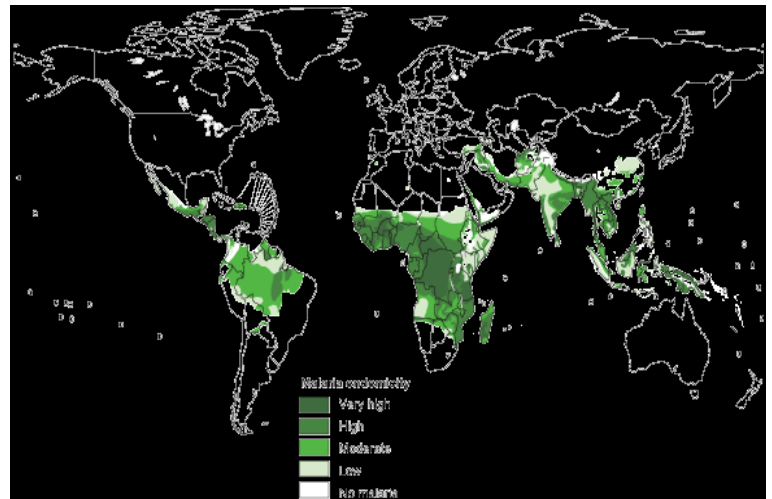 Malaria endemicity
Very high
High
Moderate
Low
No malaria